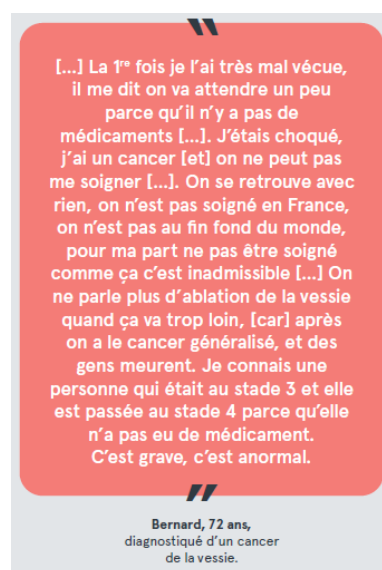 [...] La 1re fois je l'ai très mal vécue,
il me dit on va attendre un peu
parce qu'il n'y a pas de
médicaments [...]. J'étais choqué,
j'ai un cancer [et] on ne peut pas
me soigner [...]. On se retrouve avec
rien, on n'est pas soigné en France,
on n'est pas au fin fond du monde,
pour ma part ne pas être soigné
comme ça c'est inadmissible [...] On
ne parle plus d'ablation de la vessie
quand ça va trop loin, [car] après
on a le cancer généralisé, et des
gens meurent. Je connais une
personne qui était au stade 3 et elle
est passée au stade 4 parce qu'elle
n'a pas eu de médicament.
C'est grave, c'est anormal.
Bernard, 72 ans,
diagnostiqué d'un cancer
de la vessie.